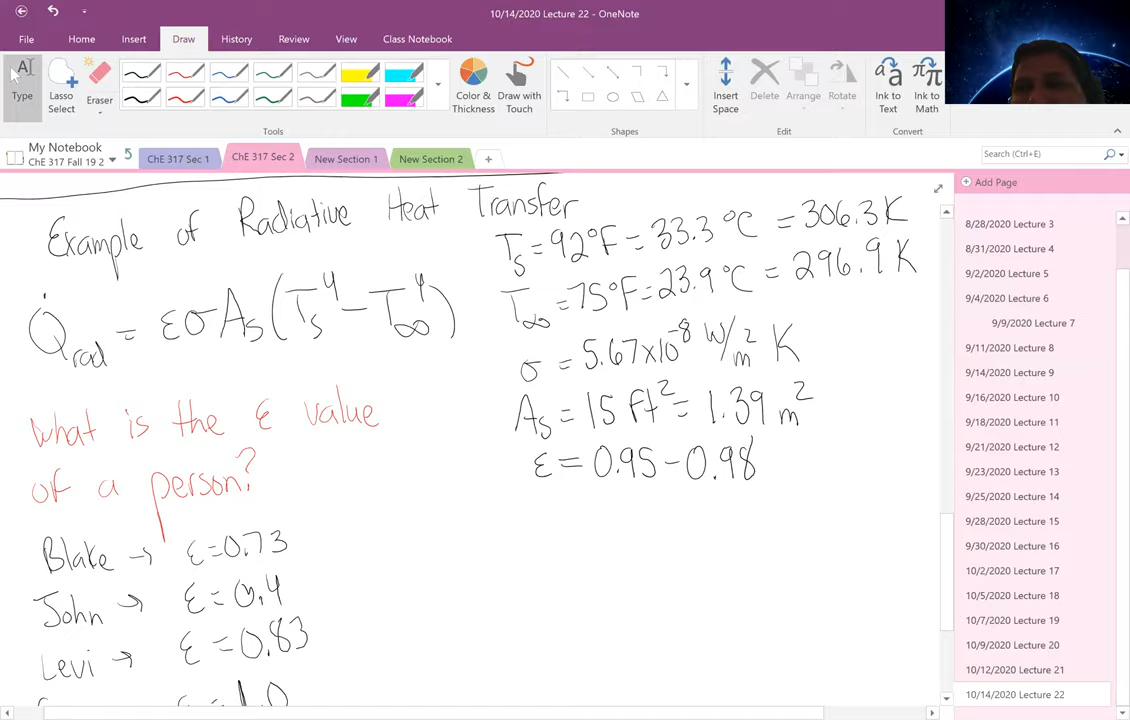 10/14/2020 Lecture 22 - OneNote
File Home Insert Draw History Review View Class Notebook
Type Lasso Select Eraser Color & Thickness Draw with Touch Insert Space Delete Arrange Rotate Ink to Text Ink to Math
Tools Shapes Edit Convert
My Notebook
ChE 317 Fall 19 2
ChE 317 Sec 1 ChE 317 Sec 2 New Section 1 New Section 2 +
Search (Ctrl+E)
Add Page
8/28/2020 Lecture 3
8/31/2020 Lecture 4
9/2/2020 Lecture 5
9/4/2020 Lecture 6
9/9/2020 Lecture 7
9/11/2020 Lecture 8
9/14/2020 Lecture 9
9/16/2020 Lecture 10
9/18/2020 Lecture 11
9/21/2020 Lecture 12
9/23/2020 Lecture 13
9/25/2020 Lecture 14
9/28/2020 Lecture 15
9/30/2020 Lecture 16
10/2/2020 Lecture 17
10/5/2020 Lecture 18
10/7/2020 Lecture 19
10/9/2020 Lecture 20
10/12/2020 Lecture 21
10/14/2020 Lecture 22
Example of Radiative Heat Transfer
Q̇rad = εσAs(Ts⁴ - T∞⁴)
What is the ε value
of a person?
Blake → ε=0.73
John → ε=0.4
Levi → ε=0.83
ε=1.0
Ts=92°F=33.3°C=306.3K
T∞=75°F=23.9°C=296.9K
σ=5.67x10⁻⁸ W/m² K
As=15 ft²=1.39 m²
ε=0.95-0.98